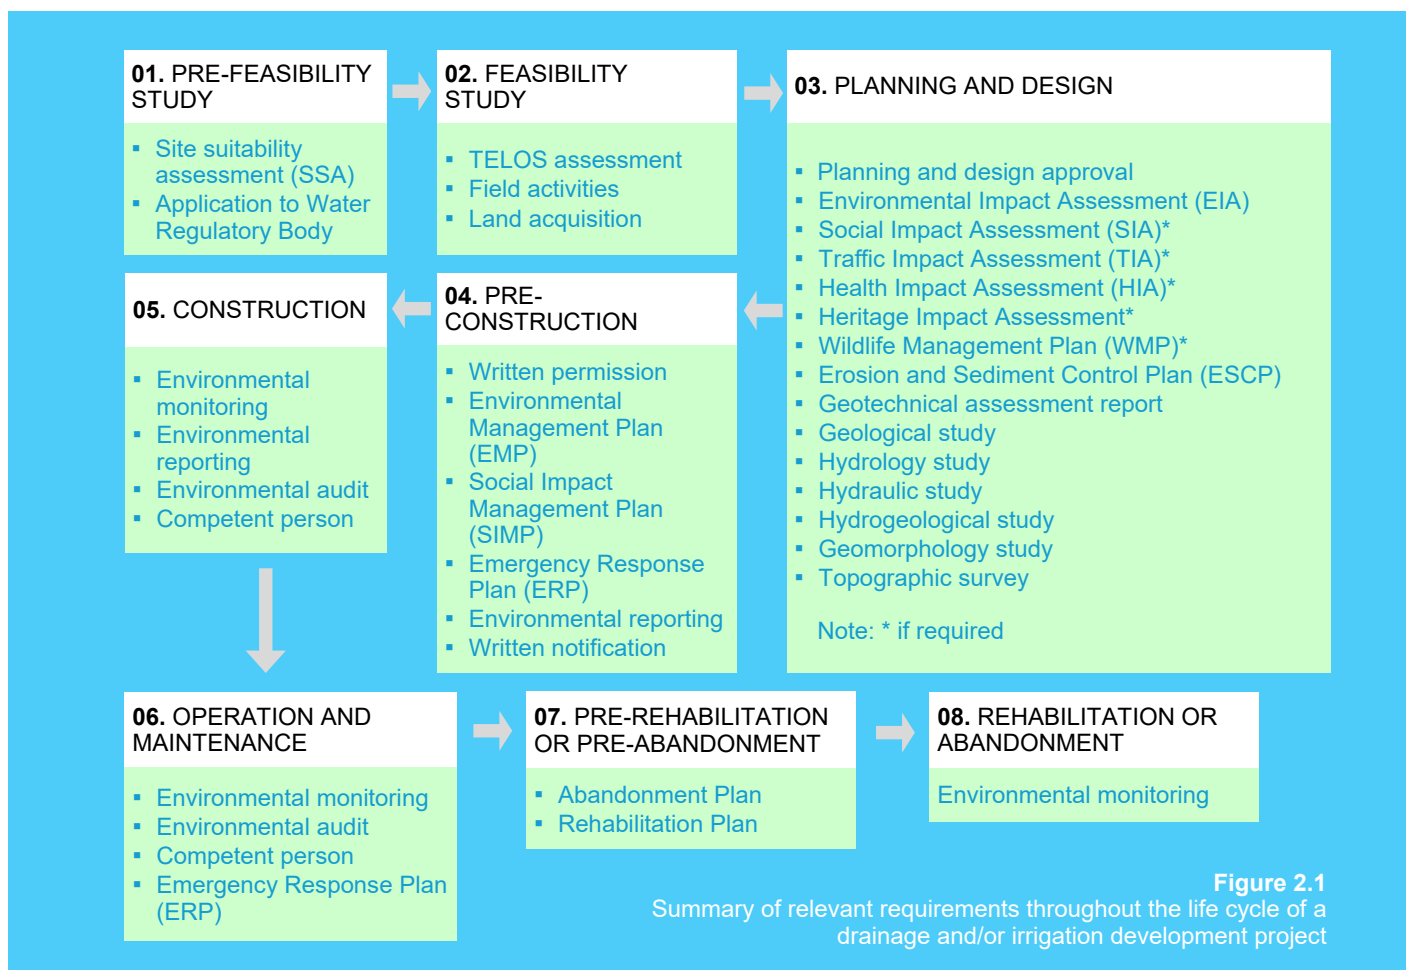 01. PRE-FEASIBILITY
STUDY
▪ Site suitability
assessment (SSA)
▪ Application to Water
Regulatory Body
02. FEASIBILITY
STUDY
▪ TELOS assessment
▪ Field activities
▪ Land acquisition
03. PLANNING AND DESIGN
▪ Planning and design approval
▪ Environmental Impact Assessment (EIA)
▪ Social Impact Assessment (SIA)*
▪ Traffic Impact Assessment (TIA)*
▪ Health Impact Assessment (HIA)*
▪ Heritage Impact Assessment*
▪ Wildlife Management Plan (WMP)*
▪ Erosion and Sediment Control Plan (ESCP)
▪ Geotechnical assessment report
▪ Geological study
▪ Hydrology study
▪ Hydraulic study
▪ Hydrogeological study
▪ Geomorphology study
▪ Topographic survey
Note: * if required
04. PRE-
CONSTRUCTION
▪ Written permission
▪ Environmental
Management Plan
(EMP)
▪ Social Impact
Management Plan
(SIMP)
▪ Emergency Response
Plan (ERP)
▪ Environmental reporting
▪ Written notification
05. CONSTRUCTION
▪ Environmental
monitoring
▪ Environmental
reporting
▪ Environmental audit
▪ Competent person
06. OPERATION AND
MAINTENANCE
▪ Environmental monitoring
▪ Environmental audit
▪ Competent person
▪ Emergency Response Plan
(ERP)
07. PRE-REHABILITATION
OR PRE-ABANDONMENT
▪ Abandonment Plan
▪ Rehabilitation Plan
08. REHABILITATION OR
ABANDONMENT
Environmental monitoring
Figure 2.1
Summary of relevant requirements throughout the life cycle of a
drainage and/or irrigation development project